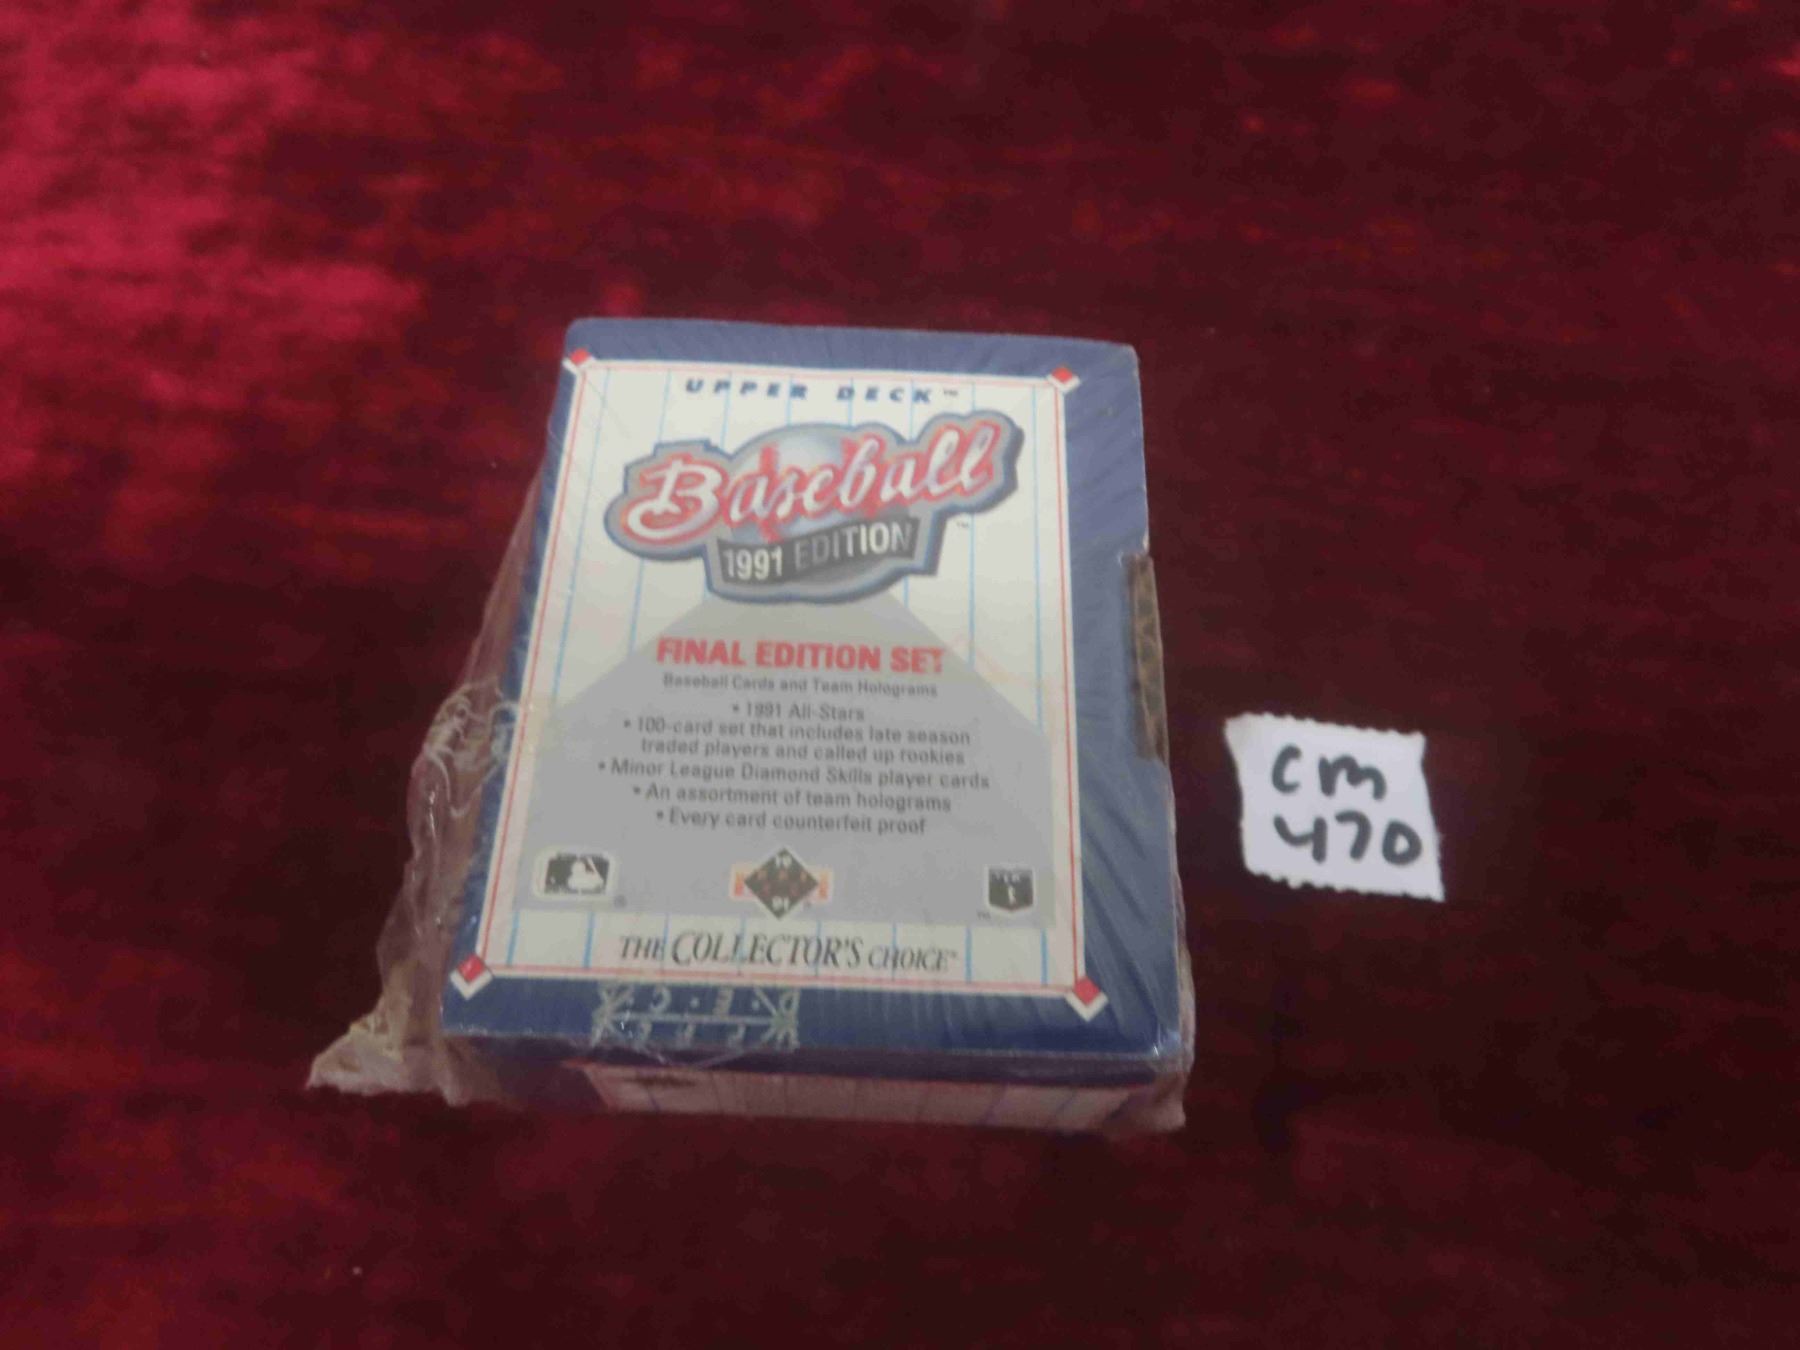 UPPER DECK™
Baseball™
1991 EDITION
FINAL EDITION SET
Baseball Cards and Team Holograms
• 1991 All-Stars
• 100-card set that includes late season
traded players and called up rookies
• Minor League Diamond Skills player cards
• An assortment of team holograms
• Every card counterfeit proof
THE COLLECTOR'S CHOICE™
CM
470